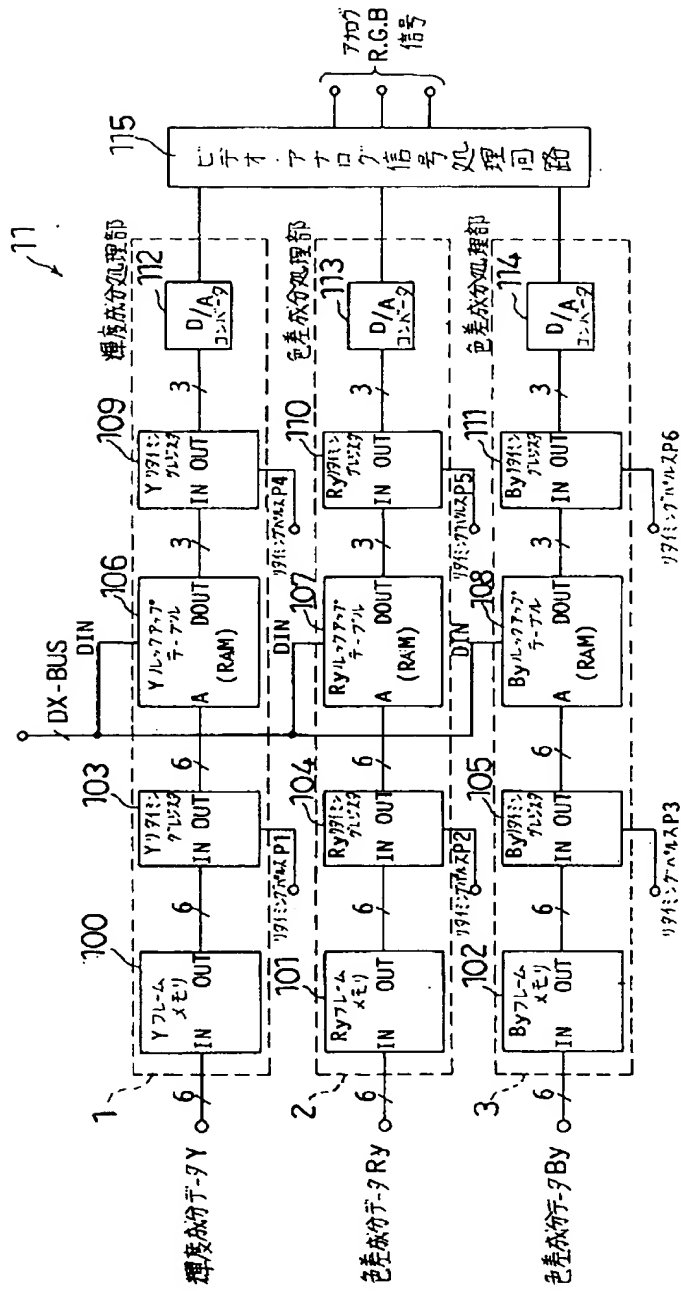 11
輝度成分データY
6
1
100
Yフレーム
メモリ
IN OUT
6
103
Yリタイミン
グレジスタ
IN OUT
リタイミングパルスP1
6
DX-BUS
DIN
106
Yルックアップ
テーブル
A DOUT
(RAM)
3
109
Yリタイミン
グレジスタ
IN OUT
リタイミングパルスP4
3
輝度成分処理部
112
D/A
コンバータ
色差成分データRy
6
2
101
Ryフレーム
メモリ
IN OUT
6
104
Ryリタイミン
グレジスタ
IN OUT
リタイミングパルスP2
6
DIN
107
Ryルックアップ
テーブル
A DOUT
(RAM)
3
110
Ryリタイミン
グレジスタ
IN OUT
リタイミングパルスP5
3
色差成分処理部
113
D/A
コンバータ
色差成分データBy
6
3
102
Byフレーム
メモリ
IN OUT
6
105
Byリタイミン
グレジスタ
IN OUT
リタイミングパルスP3
6
DIN
108
Byルックアップ
テーブル
A DOUT
(RAM)
3
111
Byリタイミン
グレジスタ
IN OUT
リタイミングパルスP6
3
色差成分処理部
114
D/A
コンバータ
115
ビデオ・アナログ信号処理回路
アナログ
R.G.B
信号